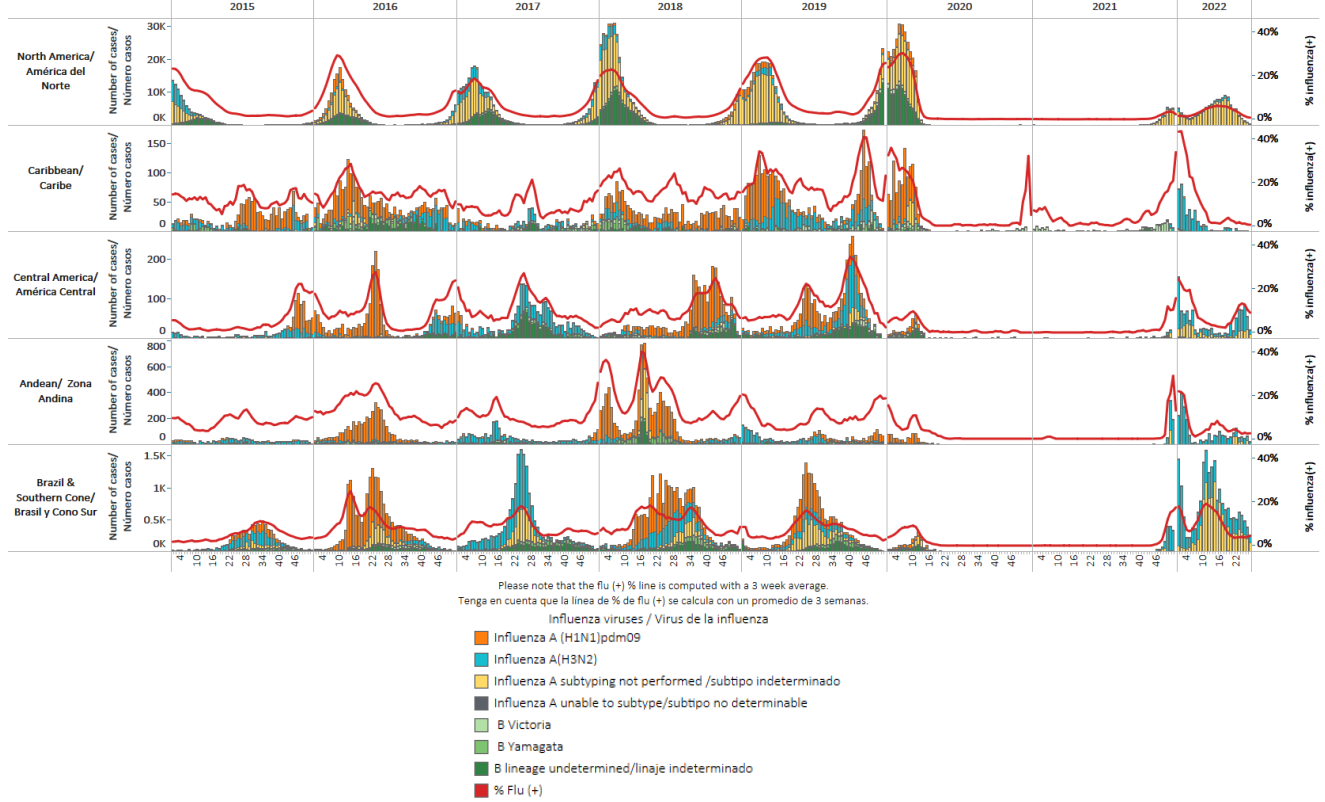 2015 2016 2017 2018 2019 2020 2021 2022
North America/
América del
Norte
Number of cases/
Número casos
30K
20K
10K
0K
40%
20%
0%
% influenza(+)
Caribbean/
Caribe
Number of cases/
Número casos
150
100
50
0
40%
20%
0%
% influenza(+)
Central America/
América Central
Number of cases/
Número casos
200
100
0
40%
20%
0%
% influenza(+)
Andean/ Zona
Andina
Number of cases/
Número casos
800
600
400
200
0
40%
20%
0%
% influenza(+)
Brazil &
Southern Cone/
Brasil y Cono Sur
Number of cases/
Número casos
1.5K
1K
0.5K
0K
40%
20%
0%
% influenza(+)
4 10 16 22 28 34 40 46 4 10 16 22 28 34 40 46 4 10 16 22 28 34 40 46 4 10 16 22 28 34 40 46 4 10 16 22 28 34 40 46 4 10 16 22 28 34 40 46 4 10 16 22 28 34 40 46 4 10 16 22
Please note that the flu (+) % line is computed with a 3 week average.
Tenga en cuenta que la línea de % de flu (+) se calcula con un promedio de 3 semanas.
Influenza viruses / Virus de la influenza
Influenza A (H1N1)pdm09
Influenza A(H3N2)
Influenza A subtyping not performed /subtipo indeterminado
Influenza A unable to subtype/subtipo no determinable
B Victoria
B Yamagata
B lineage undetermined/linaje indeterminado
% Flu (+)